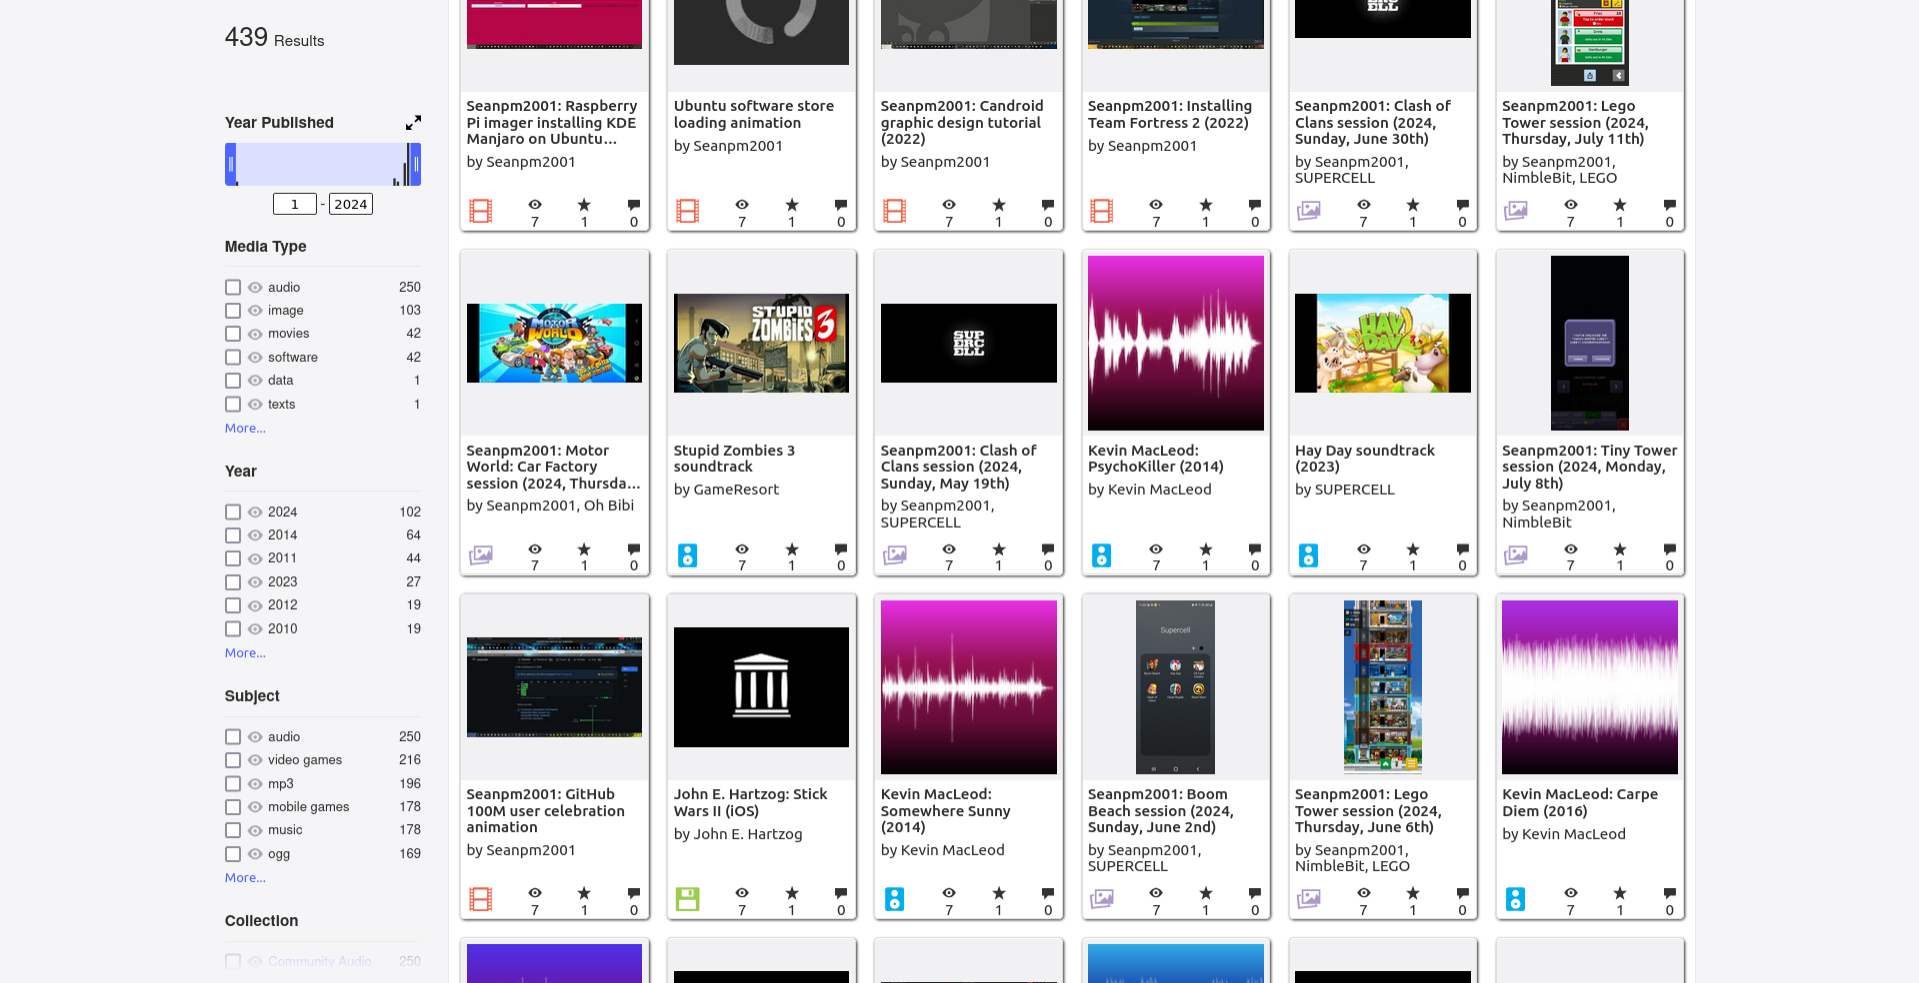 439 Results
Year Published
1 - 2024
Media Type
audio 250
image 103
movies 42
software 42
data 1
texts 1
More...
Year
2024 102
2014 64
2011 44
2023 27
2012 19
2010 19
More...
Subject
audio 250
video games 216
mp3 196
mobile games 178
music 178
ogg 169
More...
Collection
Community Audio 250
ELL
Seanpm2001: Raspberry
Pi imager installing KDE
Manjaro on Ubuntu...
by Seanpm2001
7 1 0
Ubuntu software store
loading animation
by Seanpm2001
7 1 0
Seanpm2001: Candroid
graphic design tutorial
(2022)
by Seanpm2001
7 1 0
Seanpm2001: Installing
Team Fortress 2 (2022)
by Seanpm2001
7 1 0
Seanpm2001: Clash of
Clans session (2024,
Sunday, June 30th)
by Seanpm2001,
SUPERCELL
7 1 0
Seanpm2001: Lego
Tower session (2024,
Thursday, July 11th)
by Seanpm2001,
NimbleBit, LEGO
7 1 0
MOTOR
WORLD
Seanpm2001: Motor
World: Car Factory
session (2024, Thursda...
by Seanpm2001, Oh Bibi
7 1 0
STUPID
ZOMBIES 3
Stupid Zombies 3
soundtrack
by GameResort
7 1 0
SUP
ERC
ELL
Seanpm2001: Clash of
Clans session (2024,
Sunday, May 19th)
by Seanpm2001,
SUPERCELL
7 1 0
Kevin MacLeod:
PsychoKiller (2014)
by Kevin MacLeod
7 1 0
HAY
DAY
Hay Day soundtrack
(2023)
by SUPERCELL
7 1 0
Seanpm2001: Tiny Tower
session (2024, Monday,
July 8th)
by Seanpm2001,
NimbleBit
7 1 0
Seanpm2001: GitHub
100M user celebration
animation
by Seanpm2001
7 1 0
John E. Hartzog: Stick
Wars II (iOS)
by John E. Hartzog
7 1 0
Kevin MacLeod:
Somewhere Sunny
(2014)
by Kevin MacLeod
7 1 0
Supercell
Seanpm2001: Boom
Beach session (2024,
Sunday, June 2nd)
by Seanpm2001,
SUPERCELL
7 1 0
Seanpm2001: Lego
Tower session (2024,
Thursday, June 6th)
by Seanpm2001,
NimbleBit, LEGO
7 1 0
Kevin MacLeod: Carpe
Diem (2016)
by Kevin MacLeod
7 1 0